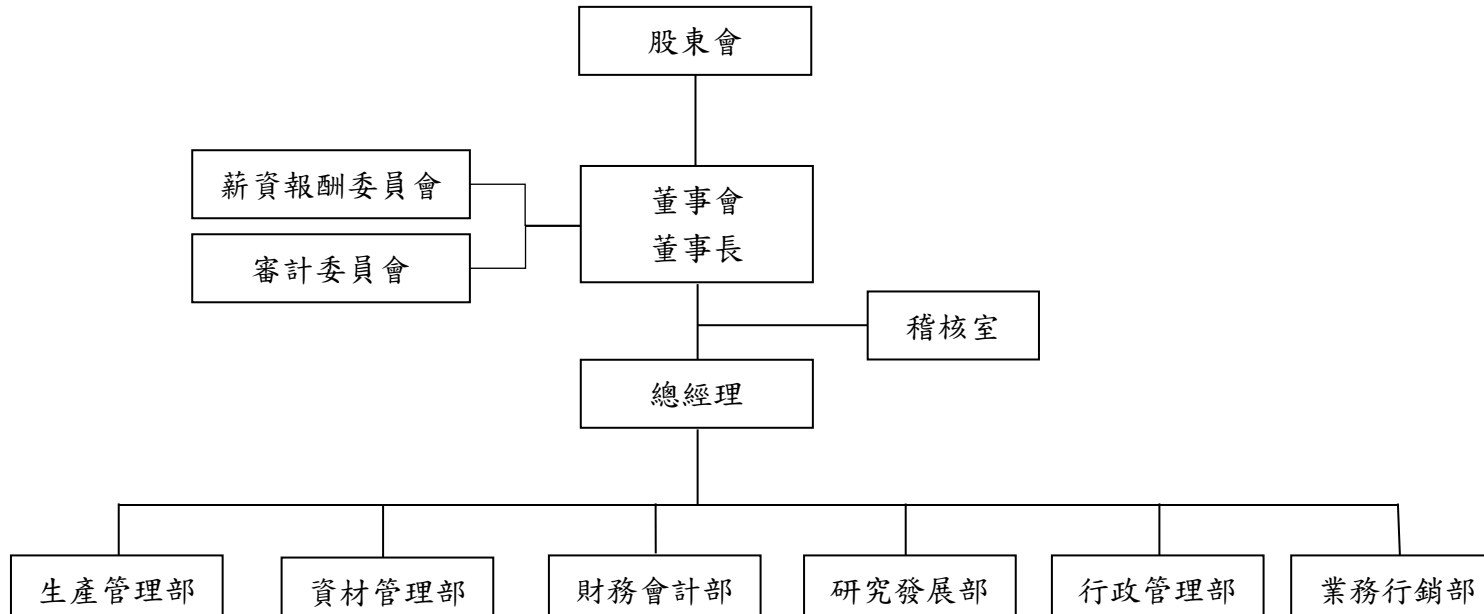 股東會
薪資報酬委員會
董事會
董事長
審計委員會
稽核室
總經理
生產管理部
資材管理部
財務會計部
研究發展部
行政管理部
業務行銷部